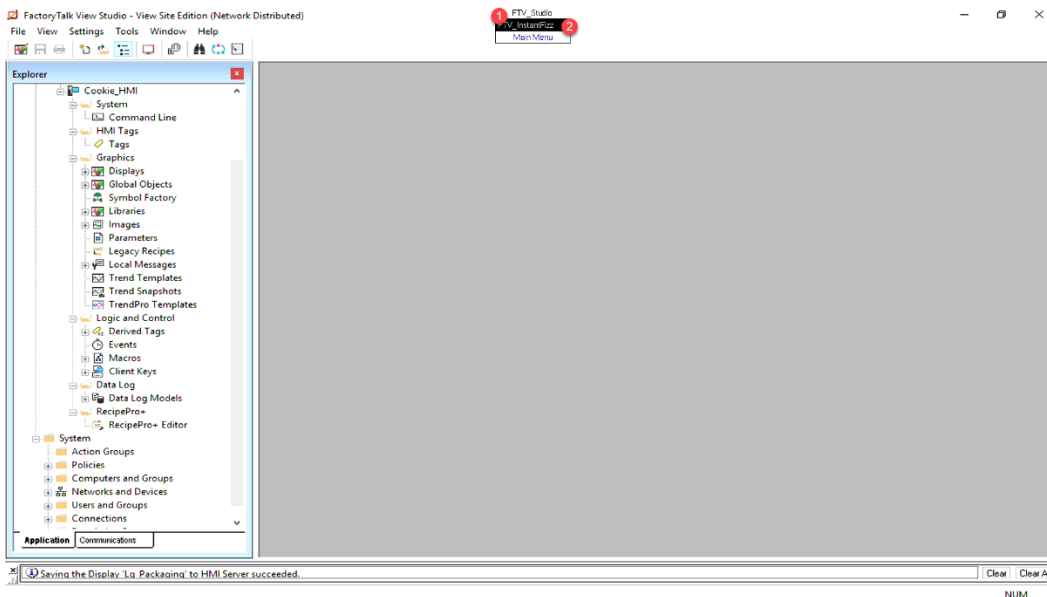 FactoryTalk View Studio - View Site Edition (Network Distributed)
File View Settings Tools Window Help
1 FTV_Studio
FTV_InstantFizz 2
Main Menu
Explorer
Cookie_HMI
System
Command Line
HMI Tags
Tags
Graphics
Displays
Global Objects
Symbol Factory
Libraries
Images
Parameters
Legacy Recipes
Local Messages
Trend Templates
Trend Snapshots
TrendPro Templates
Logic and Control
Derived Tags
Events
Macros
Client Keys
Data Log
Data Log Models
RecipePro+
RecipePro+ Editor
System
Action Groups
Policies
Computers and Groups
Networks and Devices
Users and Groups
Connections
Application Communications
Saving the Display 'Lg_Packaging' to HMI Server succeeded.
Clear Clear A
NUM